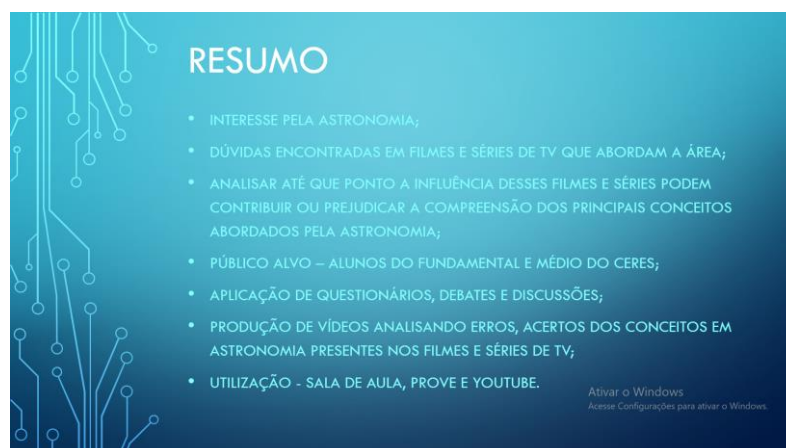 RESUMO
• INTERESSE PELA ASTRONOMIA;
• DÚVIDAS ENCONTRADAS EM FILMES E SÉRIES DE TV QUE ABORDAM A ÁREA;
• ANALISAR ATÉ QUE PONTO A INFLUÊNCIA DESSES FILMES E SÉRIES PODEM
CONTRIBUIR OU PREJUDICAR A COMPREENSÃO DOS PRINCIPAIS CONCEITOS
ABORDADOS PELA ASTRONOMIA;
• PÚBLICO ALVO – ALUNOS DO FUNDAMENTAL E MÉDIO DO CERES;
• APLICAÇÃO DE QUESTIONÁRIOS, DEBATES E DISCUSSÕES;
• PRODUÇÃO DE VÍDEOS ANALISANDO ERROS, ACERTOS DOS CONCEITOS EM
ASTRONOMIA PRESENTES NOS FILMES E SÉRIES DE TV;
• UTILIZAÇÃO - SALA DE AULA, PROVE E YOUTUBE.
Ativar o Windows
Acesse Configurações para ativar o Windows.